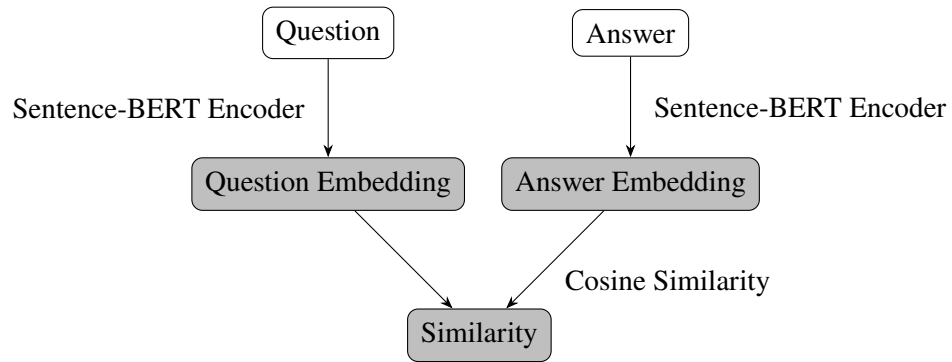 Question
Answer
Sentence-BERT Encoder
Sentence-BERT Encoder
Question Embedding
Answer Embedding
Cosine Similarity
Similarity